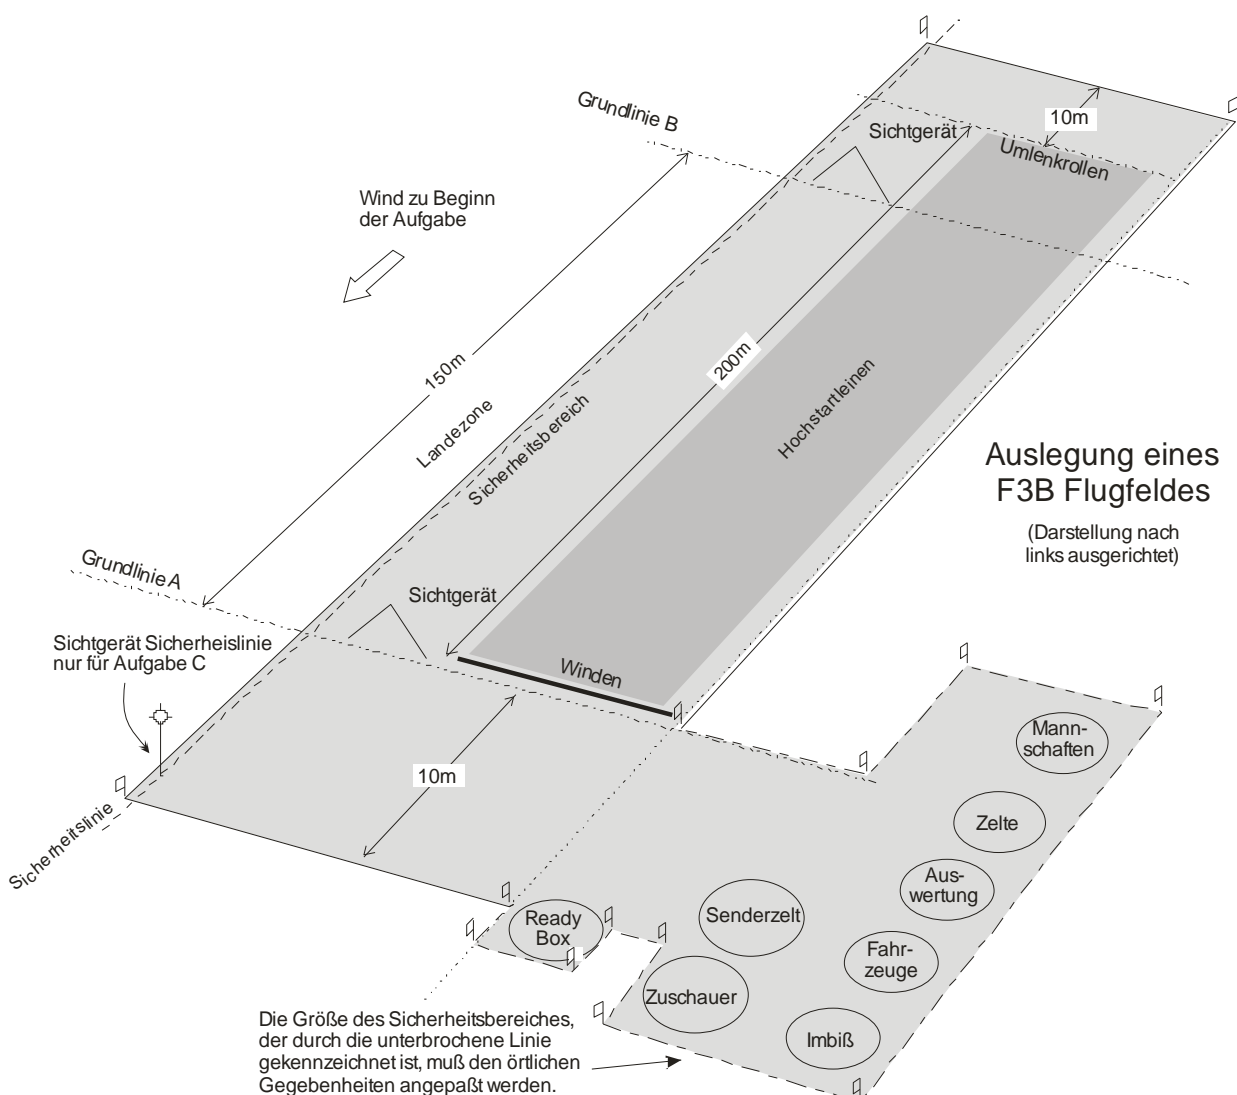 Grundlinie B
Sichtgerät
10m
Umlenkrollen
Wind zu Beginn
der Aufgabe
150m
200m
Landezone
Sicherheitsbereich
Hochstartleinen
Auslegung eines
F3B Flugfeldes
(Darstellung nach
links ausgerichtet)
Grundlinie A
Sichtgerät
Sichtgerät Sicherheislinie
nur für Aufgabe C
Winden
10m
Sicherheitslinie
Mann-
schaften
Zelte
Aus-
wertung
Senderzelt
Ready
Box
Fahr-
zeuge
Zuschauer
Imbiß
Die Größe des Sicherheitsbereiches,
der durch die unterbrochene Linie
gekennzeichnet ist, muß den örtlichen
Gegebenheiten angepaßt werden.